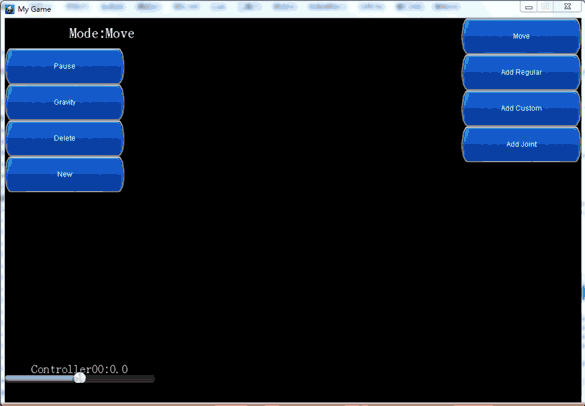 My Game
Mode:Move
Pause
Gravity
Delete
New
Move
Add Regular
Add Custom
Add Joint
Controller00:0.0